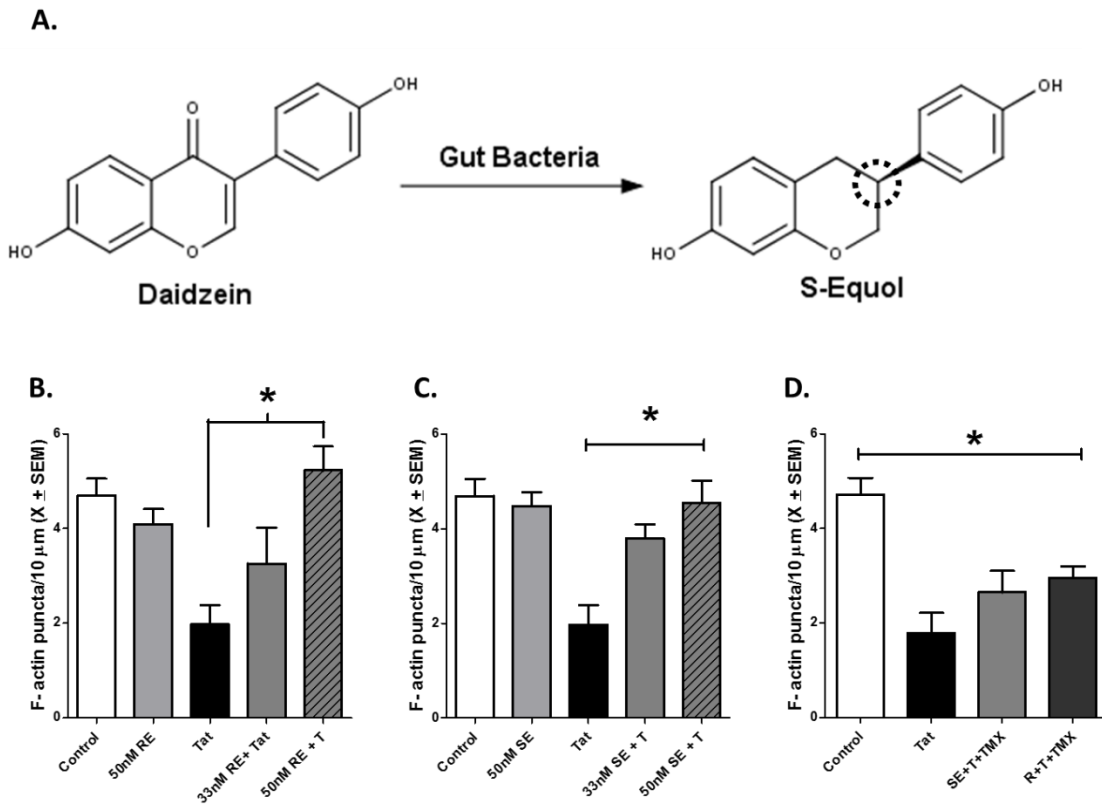 A.
OH
O
HO
O
Daidzein
Gut Bacteria
OH
HO
O
S-Equol
B.
*
F- actin puncta/10 μm (X ± SEM)
6
4
2
0
Control
50nM RE
Tat
33nM RE+ Tat
50nM RE + T
C.
*
F- actin puncta/10 μm (X ± SEM)
6
4
2
0
Control
50nM SE
Tat
33nM SE + T
50nM SE + T
D.
*
F- actin puncta/10 μm (X ± SEM)
6
4
2
0
Control
Tat
SE+T+TMX
R+T+TMX